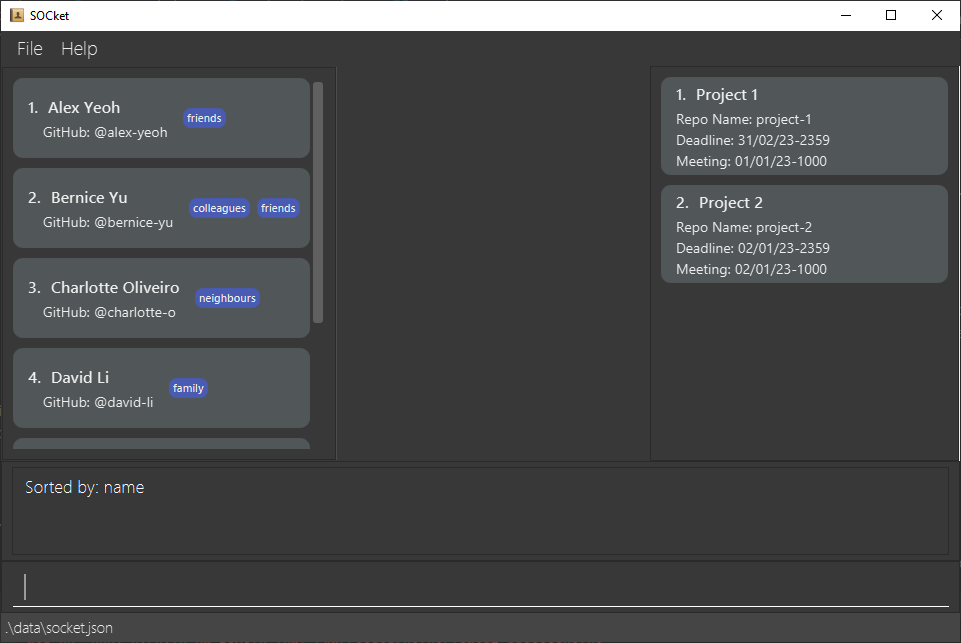 SOCket
File Help
1. Alex Yeoh
friends
GitHub: @alex-yeoh
2. Bernice Yu
colleagues friends
GitHub: @bernice-yu
3. Charlotte Oliveiro
neighbours
GitHub: @charlotte-o
4. David Li
family
GitHub: @david-li
1. Project 1
Repo Name: project-1
Deadline: 31/02/23-2359
Meeting: 01/01/23-1000
2. Project 2
Repo Name: project-2
Deadline: 02/01/23-2359
Meeting: 02/01/23-1000
Sorted by: name
.\data\socket.json